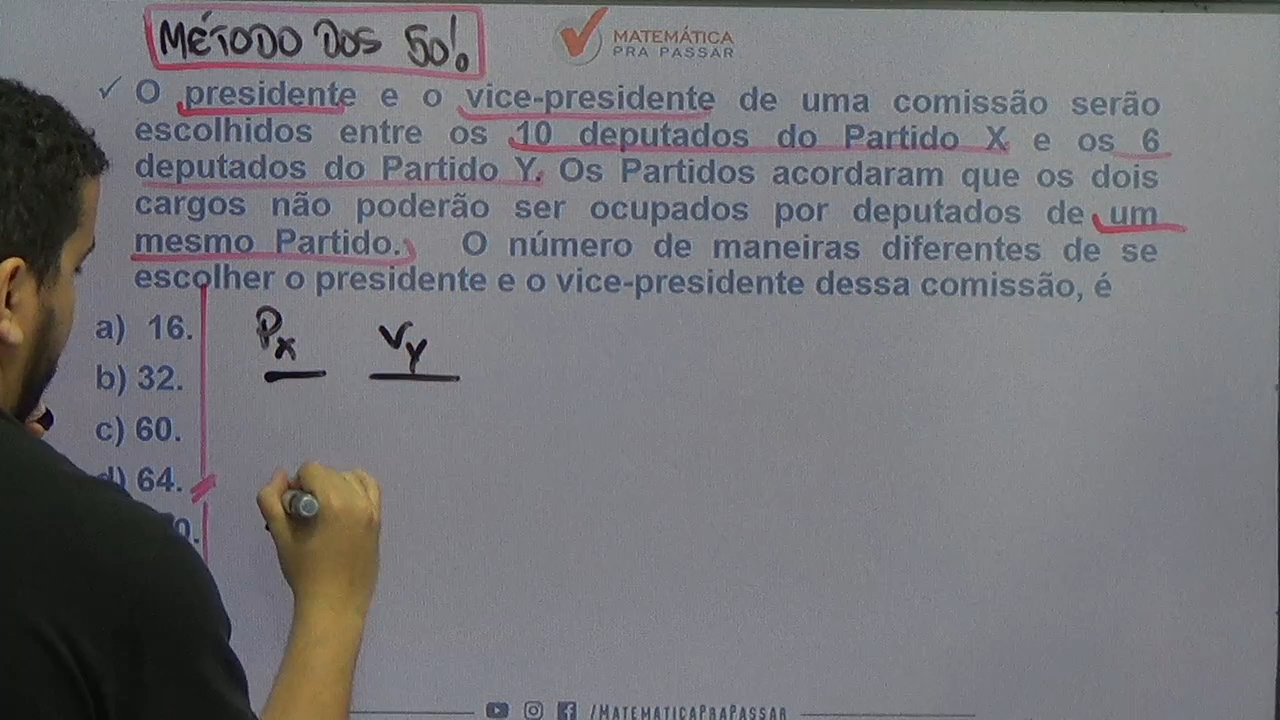 MÉTODO DOS 50!
MATEMÁTICA
PRA PASSAR
✓ O presidente e o vice-presidente de uma comissão serão
escolhidos entre os 10 deputados do Partido X e os 6
deputados do Partido Y. Os Partidos acordaram que os dois
cargos não poderão ser ocupados por deputados de um
mesmo Partido. O número de maneiras diferentes de se
escolher o presidente e o vice-presidente dessa comissão, é
a) 16.
Px Vy
b) 32.
c) 60.
d) 64.
0.
/MATEMATICAPRAPASSAR